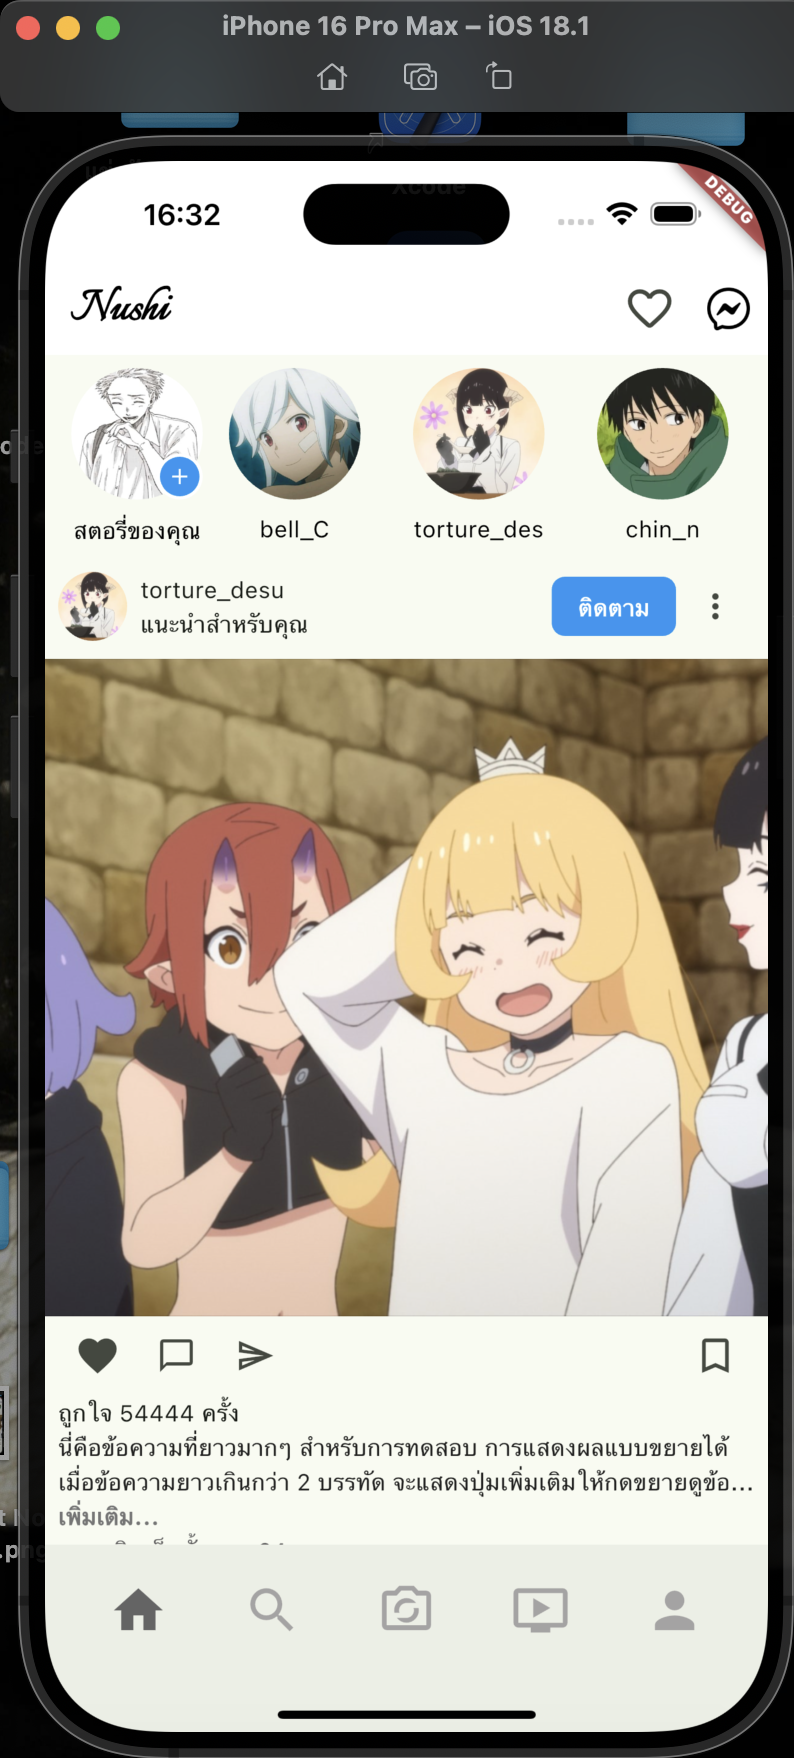 iPhone 16 Pro Max – iOS 18.1
Xcode
16:32
DEBUG
Nushi
สตอรี่ของคุณ
bell_C
torture_des
chin_n
torture_desu
แนะนำสำหรับคุณ
ติดตาม
ถูกใจ 54444 ครั้ง
นี่คือข้อความที่ยาวมากๆ สำหรับการทดสอบ การแสดงผลแบบขยายได้
เมื่อข้อความยาวเกินกว่า 2 บรรทัด จะแสดงปุ่มเพิ่มเติมให้กดขยายดูข้อ...
เพิ่มเติม...
.png